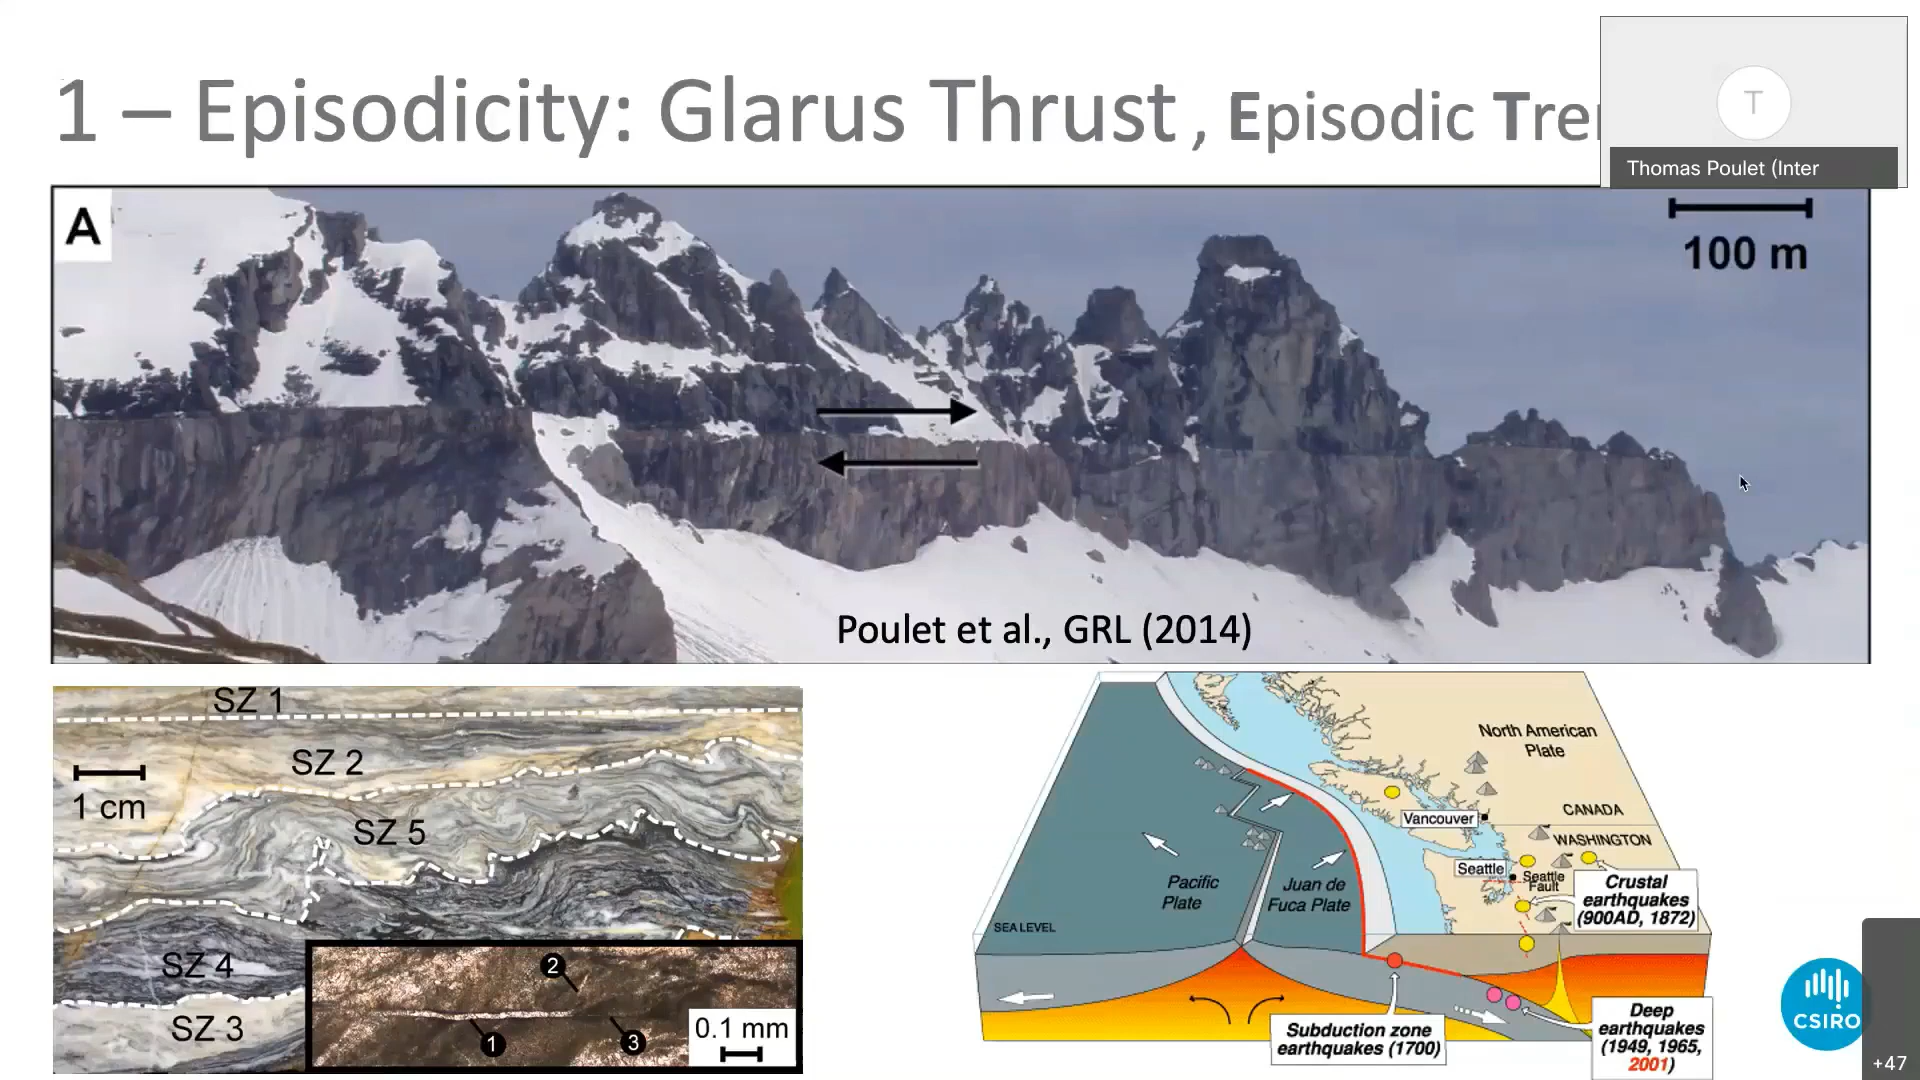 1 – Episodicity: Glarus Thrust, Episodic Tre
T
Thomas Poulet (Inter
A
100 m
Poulet et al., GRL (2014)
SZ 1
SZ 2
1 cm
SZ 5
SZ 4
SZ 3
2
1
3
0.1 mm
North American
Plate
CANADA
Vancouver
WASHINGTON
Seattle
Seattle
Fault
Crustal
earthquakes
(900AD, 1872)
Pacific
Plate
Juan de
Fuca Plate
SEA LEVEL
Subduction zone
earthquakes (1700)
Deep
earthquakes
(1949, 1965,
2001)
CSIRO
+47